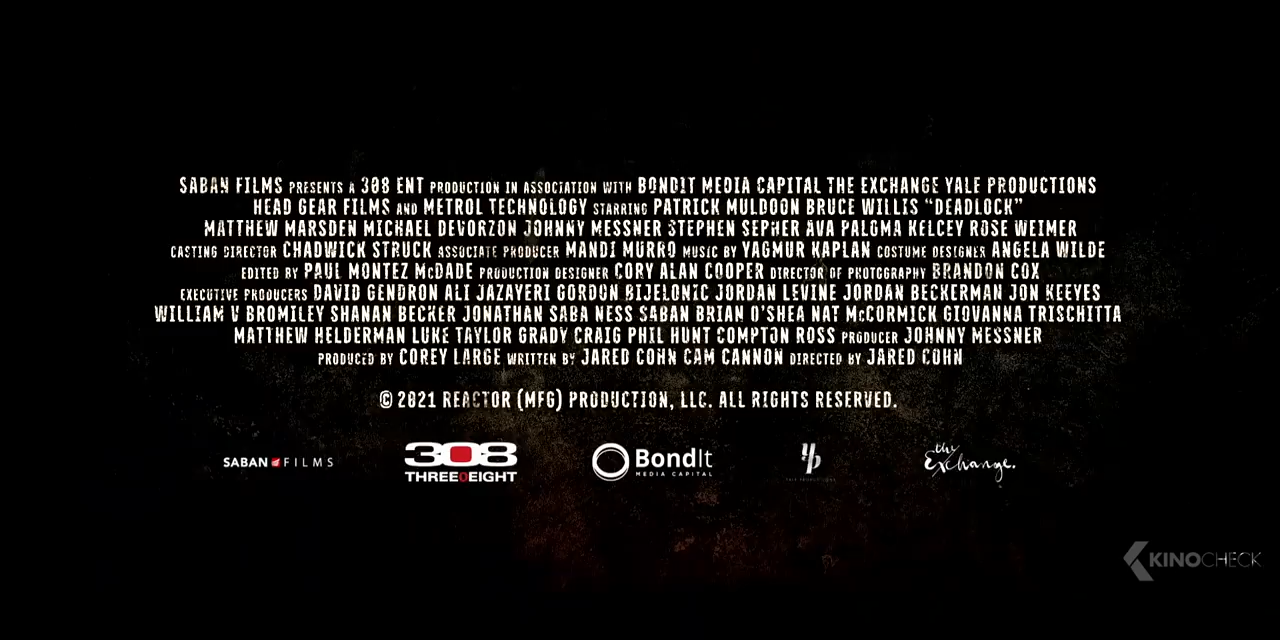 SABAN FILMS PRESENTS A 308 ENT PRODUCTION IN ASSOCIATION WITH BONDIT MEDIA CAPITAL THE EXCHANGE YALE PRODUCTIONS
HEAD GEAR FILMS AND METROL TECHNOLOGY STARRING PATRICK MULDOON BRUCE WILLIS “DEADLOCK”
MATTHEW MARSDEN MICHAEL DEVORZON JOHNNY MESSNER STEPHEN SEPHER AVA PALOMA KELCEY ROSE WEIMER
CASTING DIRECTOR CHADWICK STRUCK ASSOCIATE PRODUCER MANDI MURRO MUSIC BY YAGMUR KAPLAN COSTUME DESIGNER ANGELA WILDE
EDITED BY PAUL MONTEZ McDADE PRODUCTION DESIGNER CORY ALAN COOPER DIRECTOR OF PHOTOGRAPHY BRANDON COX
EXECUTIVE PRODUCERS DAVID GENDRON ALI JAZAYERI GORDON BIJELONIC JORDAN LEVINE JORDAN BECKERMAN JON KEEYES
WILLIAM V BROMILEY SHANAN BECKER JONATHAN SABA NESS SABAN BRIAN O’SHEA NAT McCORMICK GIOVANNA TRISCHITTA
MATTHEW HELDERMAN LUKE TAYLOR GRADY CRAIG PHIL HUNT COMPTON ROSS PRODUCER JOHNNY MESSNER
PRODUCED BY COREY LARGE WRITTEN BY JARED COHN CAM CANNON DIRECTED BY JARED COHN
© 2021 REACTOR (MFG) PRODUCTION, LLC. ALL RIGHTS RESERVED.
SABAN FILMS
308
THREE0EIGHT
BondIt
MEDIA CAPITAL
yp
the
Exchange.
KINOCHECK